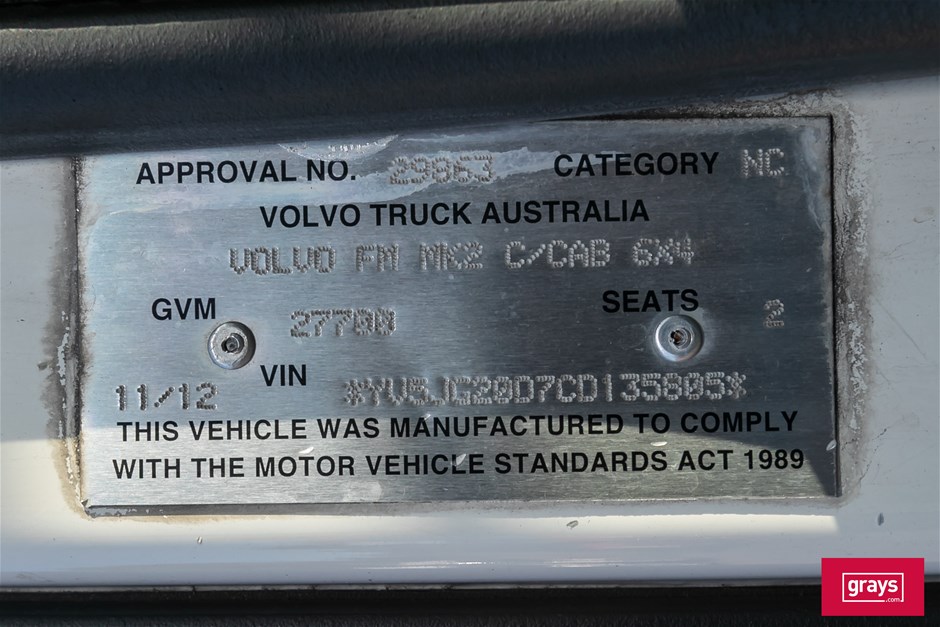 APPROVAL NO. 29863 CATEGORY NC
VOLVO TRUCK AUSTRALIA
VOLVO FM MK2 C/CAB 6X4
GVM 27700 SEATS 2
VIN
11/12 *YV5JG20D7CD135805*
THIS VEHICLE WAS MANUFACTURED TO COMPLY
WITH THE MOTOR VEHICLE STANDARDS ACT 1989
grays
.com